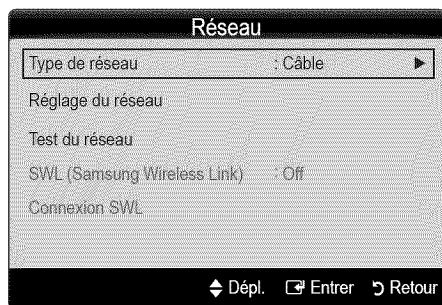 Réseau
Type de réseau : Câble ▶
Réglage du réseau
Test du réseau
SWL (Samsung Wireless Link) : Off
Connexion SWL
Dépl. Entrer Retour